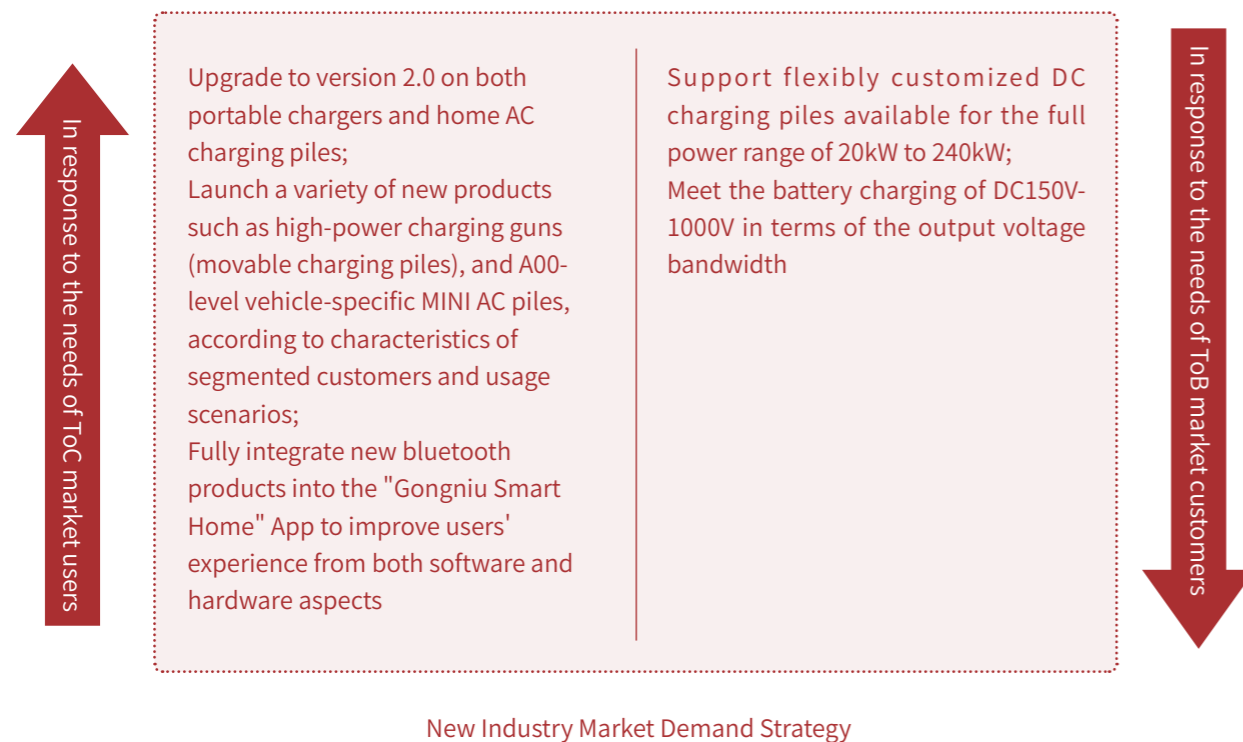 In response to the needs of ToC market users
Upgrade to version 2.0 on both
portable chargers and home AC
charging piles;
Launch a variety of new products
such as high-power charging guns
(movable charging piles), and A00-
level vehicle-specific MINI AC piles,
according to characteristics of
segmented customers and usage
scenarios;
Fully integrate new bluetooth
products into the "Gongniu Smart
Home" App to improve users'
experience from both software and
hardware aspects
Support flexibly customized DC
charging piles available for the full
power range of 20kW to 240kW;
Meet the battery charging of DC150V-
1000V in terms of the output voltage
bandwidth
In response to the needs of ToB market customers
New Industry Market Demand Strategy